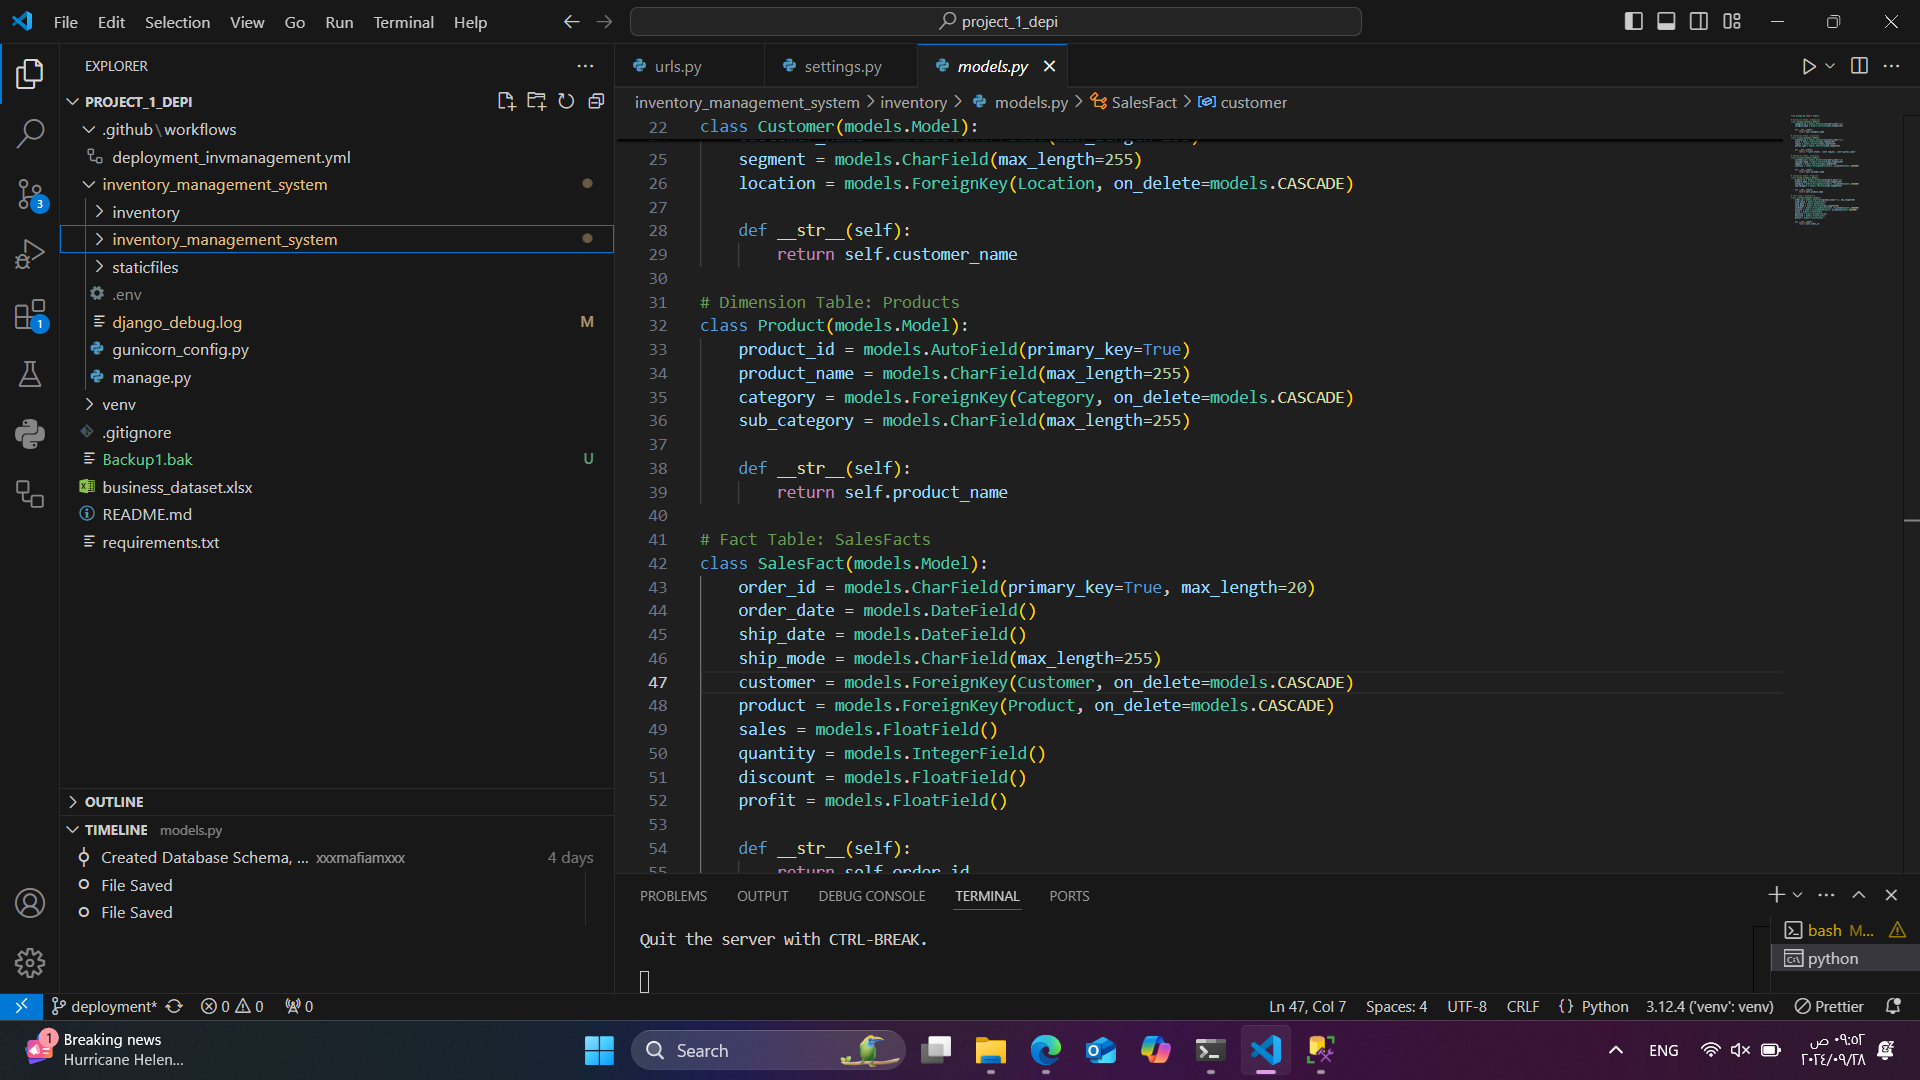 File Edit Selection View Go Run Terminal Help
project_1_depi
EXPLORER
PROJECT_1_DEPI
.github\workflows
deployment_invmanagement.yml
inventory_management_system
inventory
inventory_management_system
staticfiles
.env
django_debug.log M
gunicorn_config.py
manage.py
venv
.gitignore
Backup1.bak U
business_dataset.xlsx
README.md
requirements.txt
OUTLINE
TIMELINE models.py
Created Database Schema, ... xxxmafiamxxx 4 days
File Saved
File Saved
3
1
urls.py settings.py models.py
inventory_management_system > inventory > models.py > SalesFact > customer
22 class Customer(models.Model):
25 segment = models.CharField(max_length=255)
26 location = models.ForeignKey(Location, on_delete=models.CASCADE)
27
28 def __str__(self):
29 return self.customer_name
30
31 # Dimension Table: Products
32 class Product(models.Model):
33 product_id = models.AutoField(primary_key=True)
34 product_name = models.CharField(max_length=255)
35 category = models.ForeignKey(Category, on_delete=models.CASCADE)
36 sub_category = models.CharField(max_length=255)
37
38 def __str__(self):
39 return self.product_name
40
41 # Fact Table: SalesFacts
42 class SalesFact(models.Model):
43 order_id = models.CharField(primary_key=True, max_length=20)
44 order_date = models.DateField()
45 ship_date = models.DateField()
46 ship_mode = models.CharField(max_length=255)
47 customer = models.ForeignKey(Customer, on_delete=models.CASCADE)
48 product = models.ForeignKey(Product, on_delete=models.CASCADE)
49 sales = models.FloatField()
50 quantity = models.IntegerField()
51 discount = models.FloatField()
52 profit = models.FloatField()
53
54 def __str__(self):
55 return self.order_id
PROBLEMS OUTPUT DEBUG CONSOLE TERMINAL PORTS
Quit the server with CTRL-BREAK.
bash M...
python
deployment* 0 0 0 Ln 47, Col 7 Spaces: 4 UTF-8 CRLF {} Python 3.12.4 ('venv': venv) Prettier
1
Breaking news
Hurricane Helen...
Search
ENG
٠٩:٥٢ ص
٢٠٢٤/٠٩/٢٨